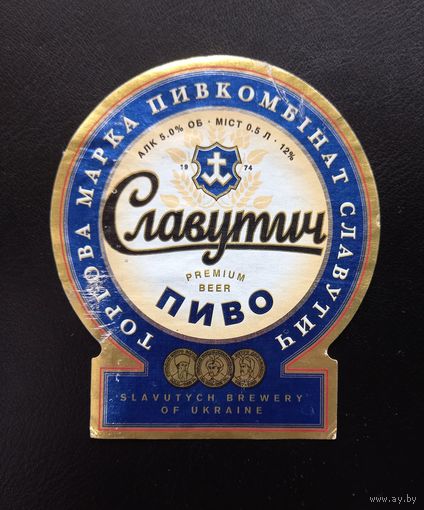 ТОРГОВА МАРКА ПИВКОМБІНАТ СЛАВУТИЧ
АЛК 5.0% ОБ · МІСТ 0.5 Л · 12%
19 74
Славутич
PREMIUM
BEER
ПИВО
SLAVUTYCH BREWERY
OF UKRAINE
www.ay.by